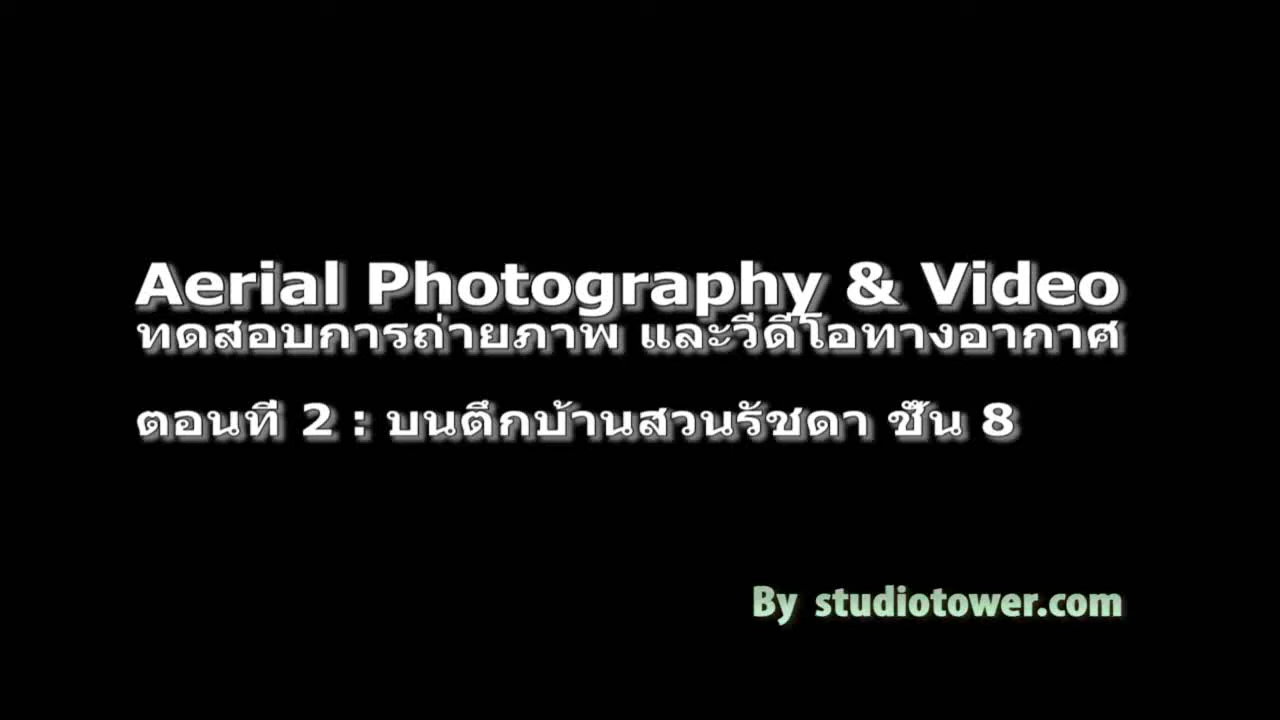 Aerial Photography & Video
ทดสอบการถ่ายภาพ และวีดีโอทางอากาศ
ตอนที่ 2 : บนตึกบ้านสวนรัชดา ชั้น 8
By studiotower.com